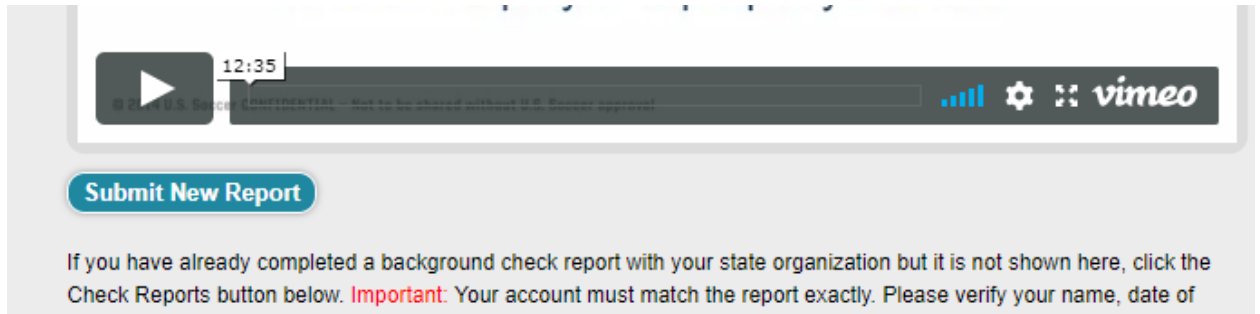 12:35
© 2014 U.S. Soccer CONFIDENTIAL - Not to be shared without U.S. Soccer approval
vimeo
Submit New Report
If you have already completed a background check report with your state organization but it is not shown here, click the
Check Reports button below. Important: Your account must match the report exactly. Please verify your name, date of